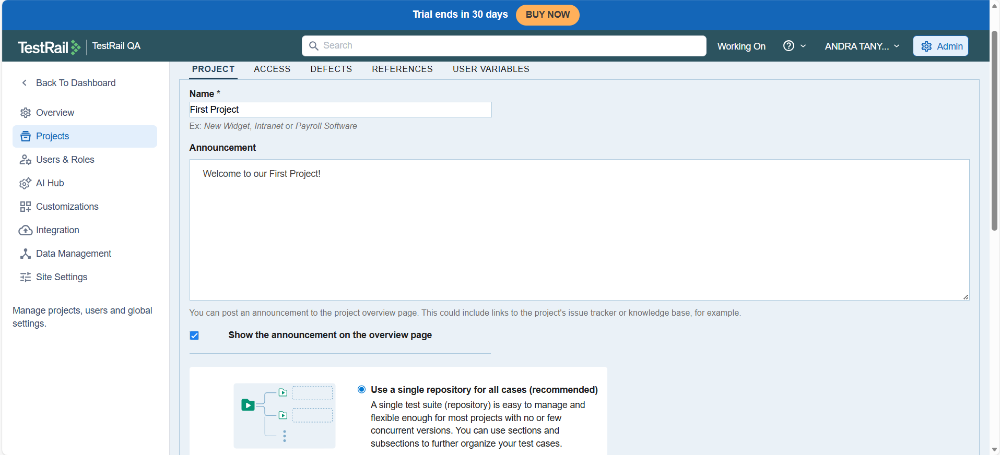 Trial ends in 30 days BUY NOW
TestRail TestRail QA Search Working On ANDRA TANY... Admin
Back To Dashboard
Overview
Projects
Users & Roles
AI Hub
Customizations
Integration
Data Management
Site Settings
Manage projects, users and global
settings.
PROJECT ACCESS DEFECTS REFERENCES USER VARIABLES
Name *
First Project
Ex: New Widget, Intranet or Payroll Software
Announcement
Welcome to our First Project!
You can post an announcement to the project overview page. This could include links to the project's issue tracker or knowledge base, for example.
Show the announcement on the overview page
Use a single repository for all cases (recommended)
A single test suite (repository) is easy to manage and
flexible enough for most projects with no or few
concurrent versions. You can use sections and
subsections to further organize your test cases.